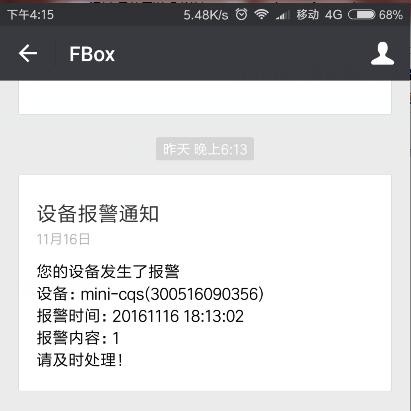 下午4:15 5.48K/s 移动 4G 68%
FBox
昨天 晚上6:13
设备报警通知
11月16日
您的设备发生了报警
设备：mini-cqs(300516090356)
报警时间：20161116 18:13:02
报警内容：1
请及时处理！